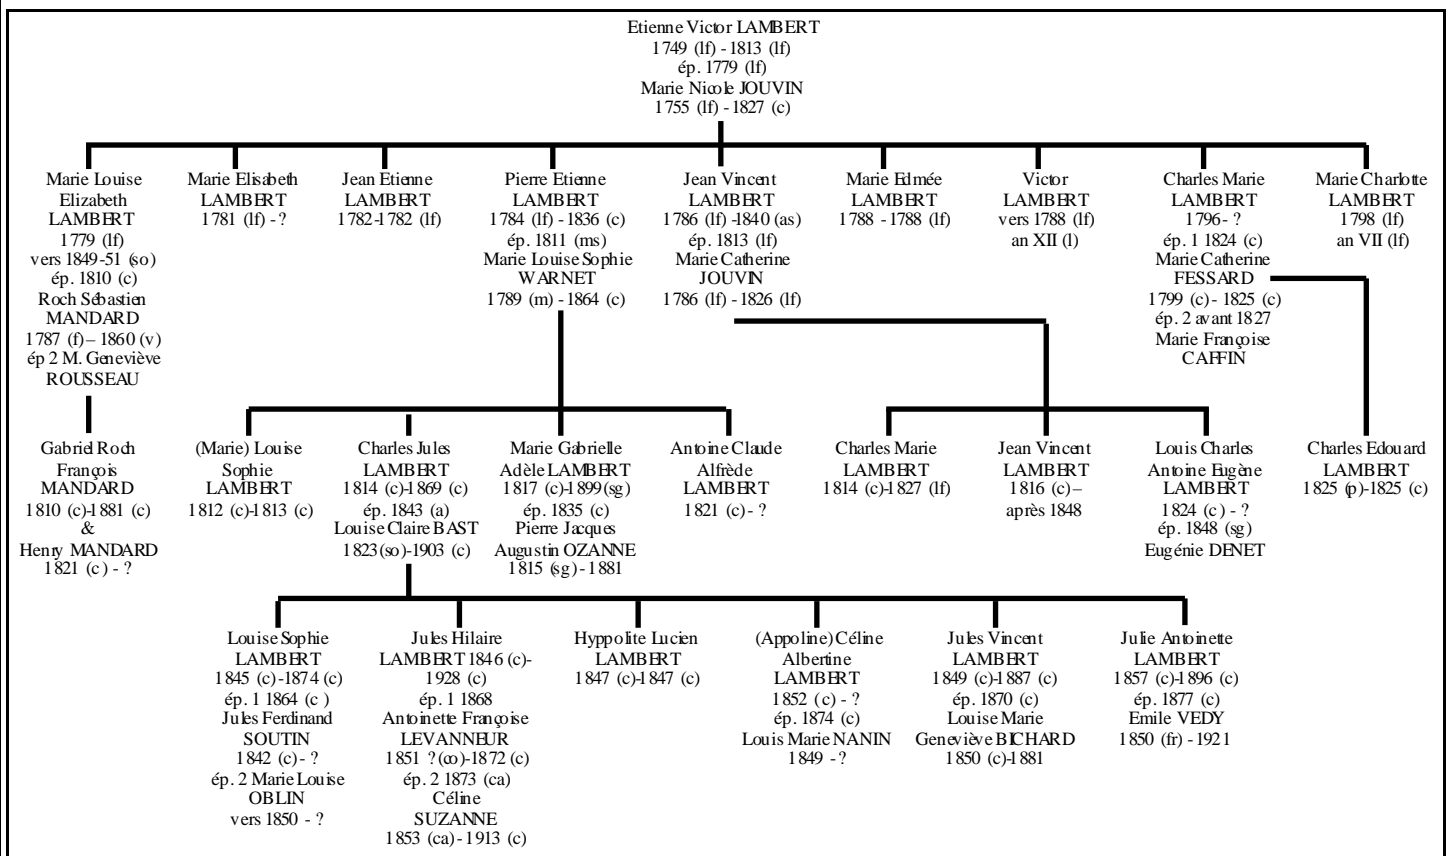 Etienne Victor LAMBERT
1749 (lf) - 1813 (lf)
ép. 1779 (lf)
Marie Nicole JOUVIN
1755 (lf) - 1827 (c)
Marie Louise
Elizabeth
LAMBERT
1779 (lf)
vers 1849-51 (so)
ép. 1810 (c)
Roch Sébastien
MANDARD
1787 (f) – 1860 (v)
ép 2 M. Geneviève
ROUSSEAU
Marie Elisabeth
LAMBERT
1781 (lf) - ?
Jean Etienne
LAMBERT
1782-1782 (lf)
Pierre Etienne
LAMBERT
1784 (lf) - 1836 (c)
ép. 1811 (ms)
Marie Louise Sophie
WARNET
1789 (m) - 1864 (c)
Jean Vincent
LAMBERT
1786 (lf) -1840 (as)
ép. 1813 (lf)
Marie Catherine
JOUVIN
1786 (lf) - 1826 (lf)
Marie Edmée
LAMBERT
1788 - 1788 (lf)
Victor
LAMBERT
vers 1788 (lf)
an XII (l)
Charles Marie
LAMBERT
1796- ?
ép. 1 1824 (c)
Marie Catherine
FESSARD
1799 (c) - 1825 (c)
ép. 2 avant 1827
Marie Françoise
CAFFIN
Marie Charlotte
LAMBERT
1798 (lf)
an VII (lf)
Gabriel Roch
François
MANDARD
1810 (c)-1881 (c)
&
Henry MANDARD
1821 (c) - ?
(Marie) Louise
Sophie
LAMBERT
1812 (c)-1813 (c)
Charles Jules
LAMBERT
1814 (c)-1869 (c)
ép. 1843 (a)
Louise Claire BAST
1823(so)-1903 (c)
Marie Gabrielle
Adèle LAMBERT
1817 (c)-1899(sg)
ép. 1835 (c)
Pierre Jacques
Augustin OZANNE
1815 (sg) - 1881
Antoine Claude
Alfrède
LAMBERT
1821 (c) - ?
Charles Marie
LAMBERT
1814 (c)-1827 (lf)
Jean Vincent
LAMBERT
1816 (c) –
après 1848
Louis Charles
Antoine Eugène
LAMBERT
1824 (c) - ?
ép. 1848 (sg)
Eugénie DENET
Charles Edouard
LAMBERT
1825 (p)-1825 (c)
Louise Sophie
LAMBERT
1845 (c) -1874 (c)
ép. 1 1864 (c )
Jules Ferdinand
SOUTIN
1842 (c) - ?
ép. 2 Marie Louise
OBLIN
vers 1850 - ?
Jules Hilaire
LAMBERT 1846 (c)-
1928 (c)
ép. 1 1868
Antoinette Françoise
LEVANNEUR
1851 ? (co)-1872 (c)
ép. 2 1873 (ca)
Céline
SUZANNE
1853 (ca) - 1913 (c)
Hyppolite Lucien
LAMBERT
1847 (c)-1847 (c)
(Appoline) Céline
Albertine
LAMBERT
1852 (c) - ?
ép. 1874 (c)
Louis Marie NANIN
1849 - ?
Jules Vincent
LAMBERT
1849 (c)-1887 (c)
ép. 1870 (c)
Louise Marie
Geneviève BICHARD
1850 (c)-1881
Julie Antoinette
LAMBERT
1857 (c)-1896 (c)
ép. 1877 (c)
Emile VEDY
1850 (fr) - 1921